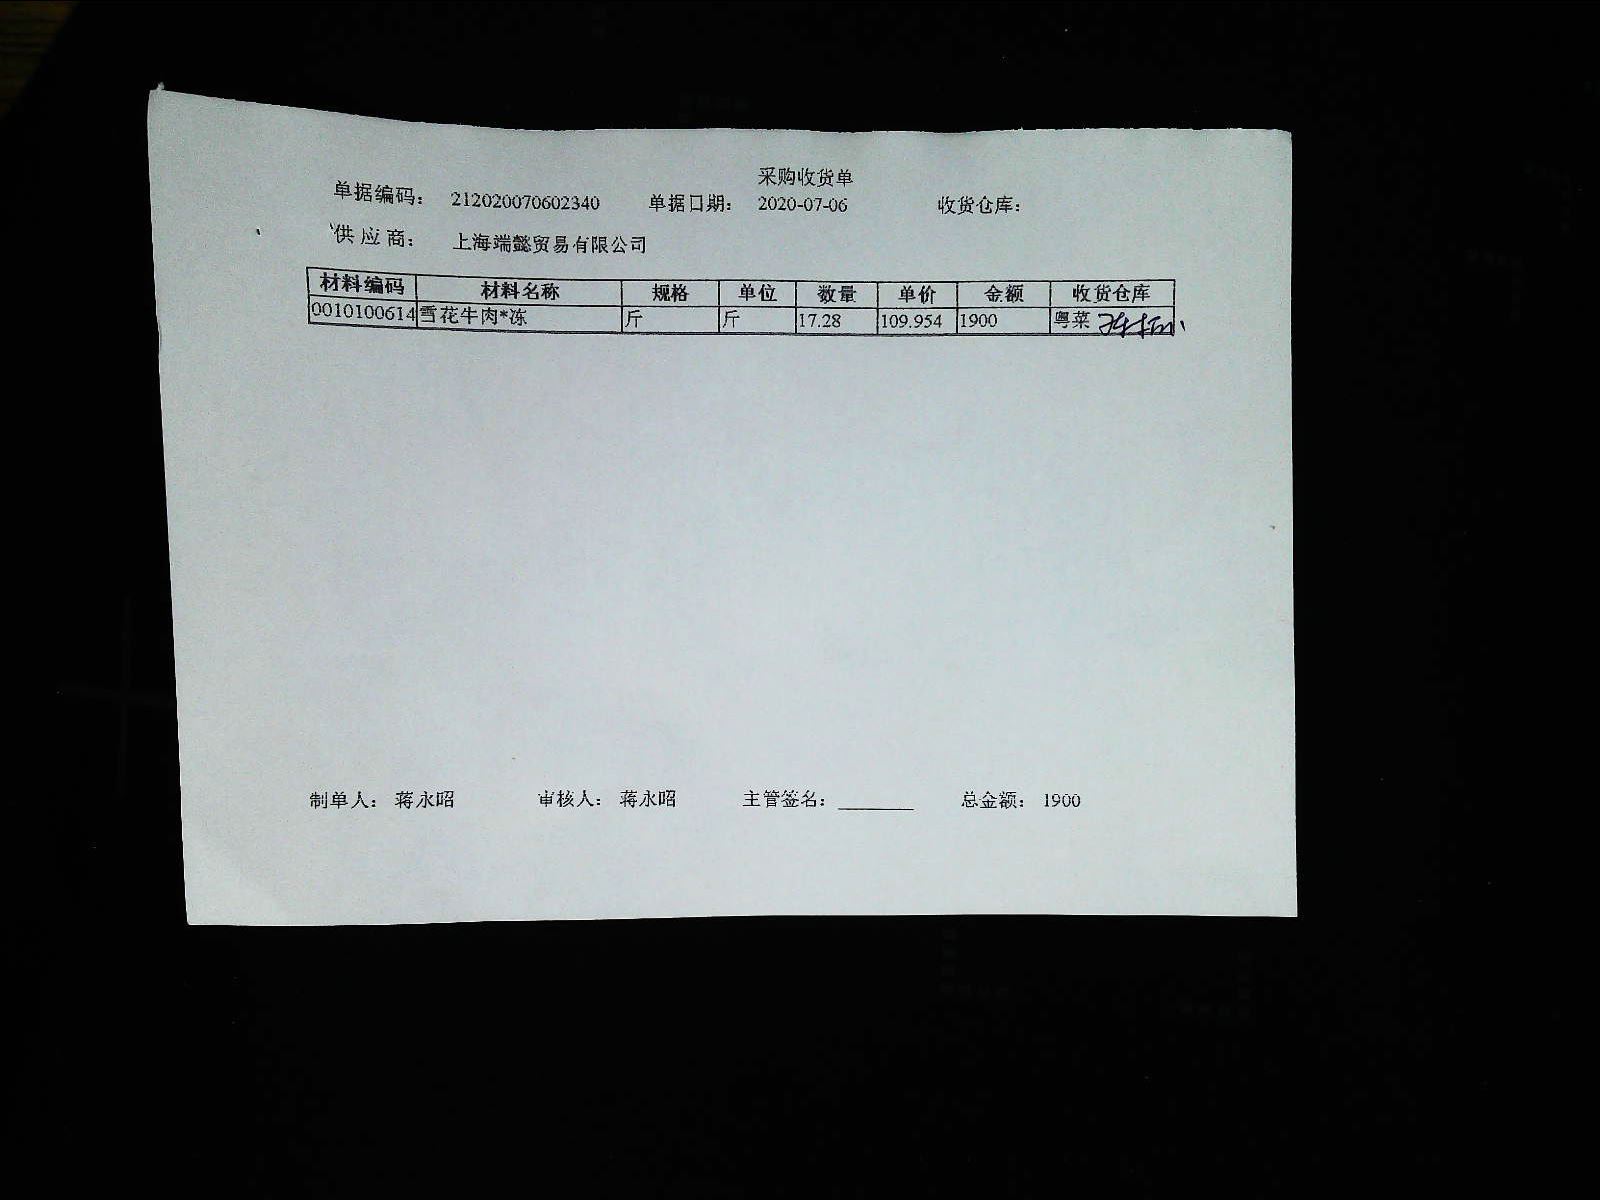 采购收货单
单据编码： 212020070602340 单据日期： 2020-07-06 收货仓库：
供应商： 上海端懿贸易有限公司
材料编码 材料名称 规格 单位 数量 单价 金额 收货仓库
0010100614 雪花牛肉*冻 斤 斤 17.28 109.954 1900 粤菜
制单人： 蒋永昭 审核人： 蒋永昭 主管签名： 总金额： 1900